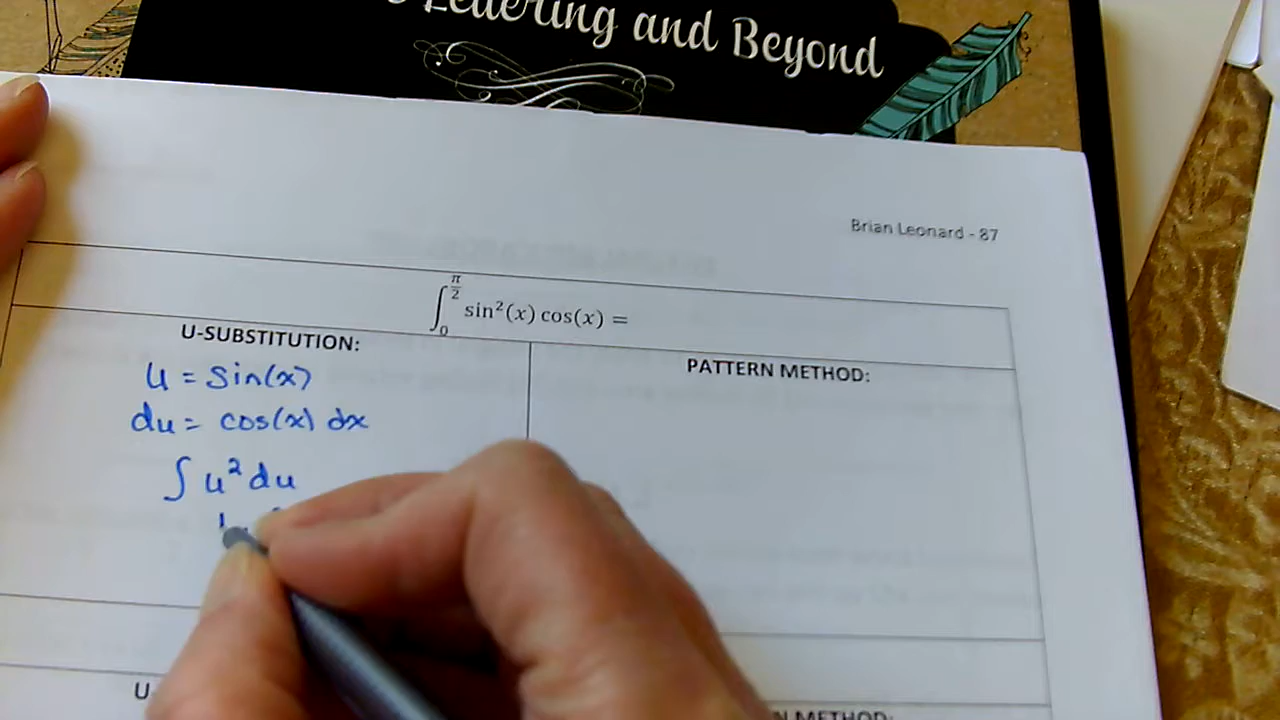 Lettering and Beyond
Brian Leonard - 87
∫₀^{π/2} sin²(x) cos(x) =
U-SUBSTITUTION:
u = sin(x)
du = cos(x) dx
∫ u² du
PATTERN METHOD:
U-
N METHOD: